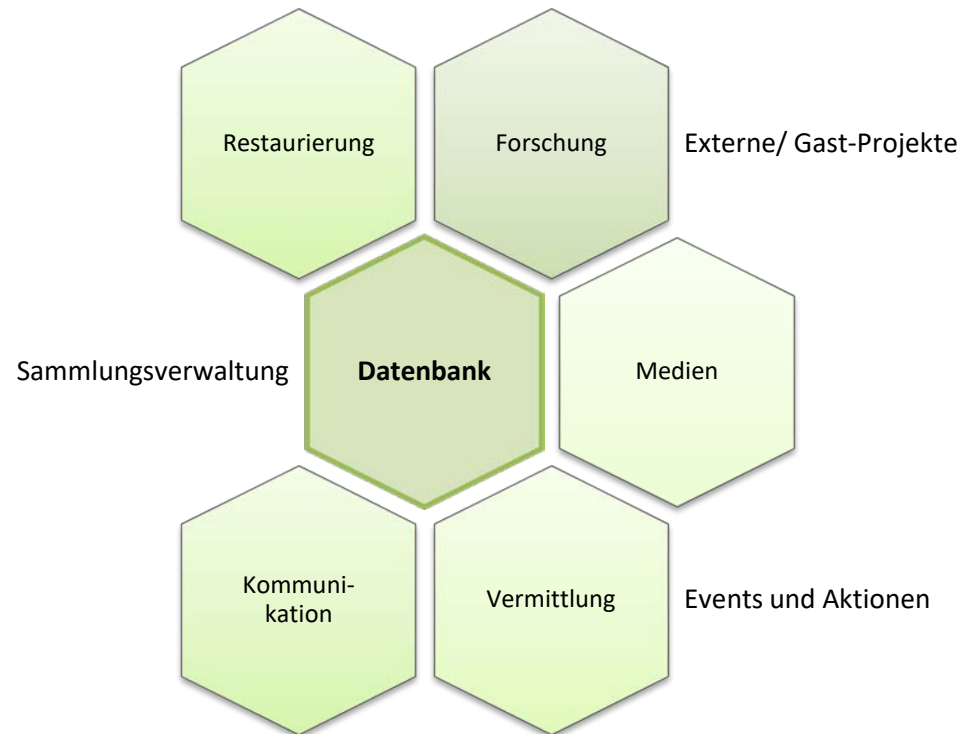 Restaurierung
Forschung
Externe/ Gast-Projekte
Sammlungsverwaltung
Datenbank
Medien
Kommuni-
kation
Vermittlung
Events und Aktionen